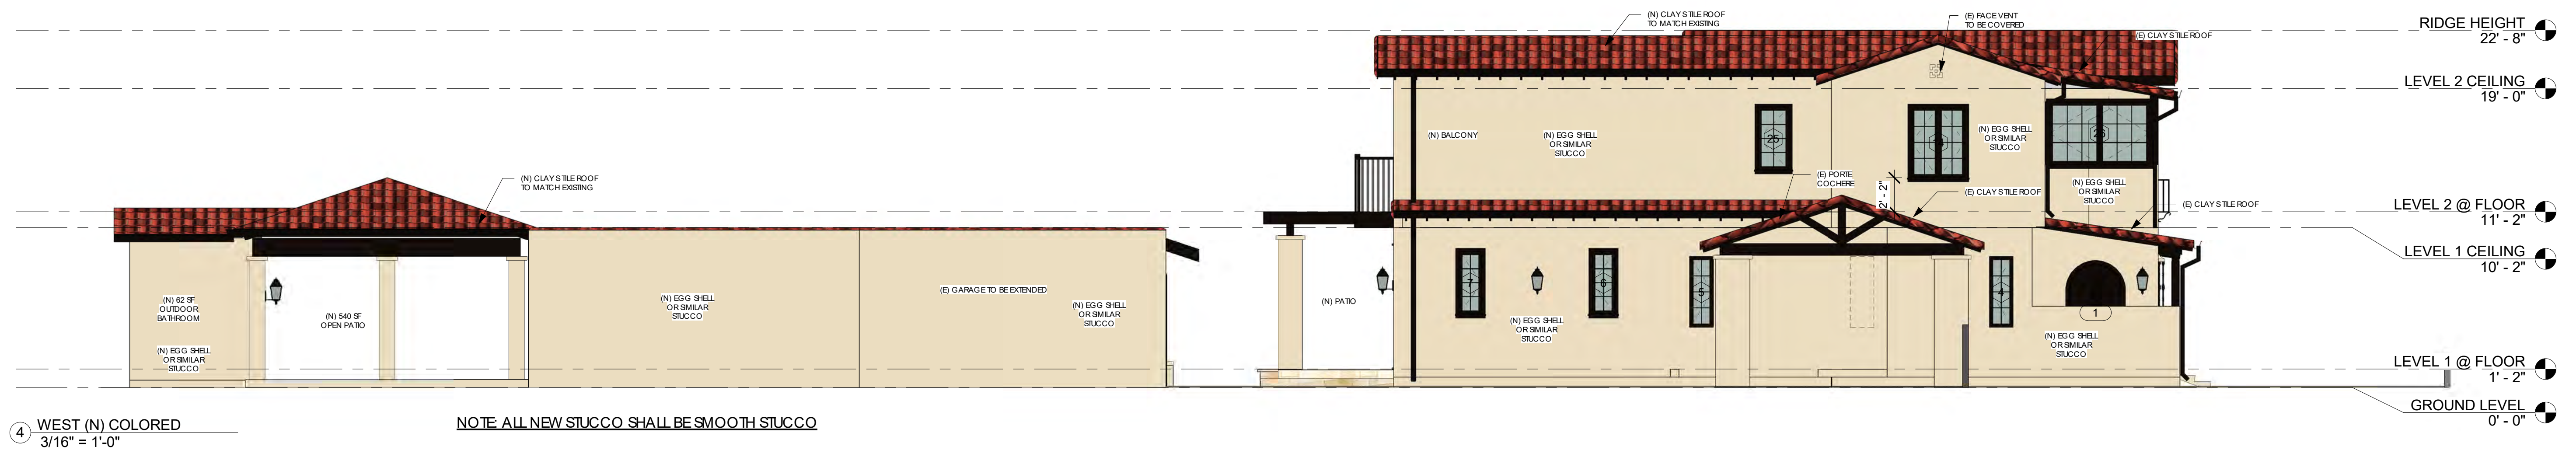 (N) CLAY S TILE ROOF
TO MATCH EXISTING
(E) FACE VENT
TO BE COVERED
(E) CLAY S TILE ROOF
RIDGE HEIGHT
22' - 8"
LEVEL 2 CEILING
19' - 0"
(N) BALCONY
(N) EGG SHELL
OR SIMILAR
STUCCO
25
(N) EGG SHELL
OR SIMILAR
STUCCO
(N) CLAY S TILE ROOF
TO MATCH EXISTING
(E) PORTE
COCHERE
2' - 2"
(E) CLAY S TILE ROOF
(N) EGG SHELL
OR SIMILAR
STUCCO
(E) CLAY S TILE ROOF
LEVEL 2 @ FLOOR
11' - 2"
LEVEL 1 CEILING
10' - 2"
(N) 62 SF
OUTDOOR
BATHROOM
(N) EGG SHELL
OR SIMILAR
STUCCO
(N) 540 SF
OPEN PATIO
(N) EGG SHELL
OR SIMILAR
STUCCO
(E) GARAGE TO BE EXTENDED
(N) EGG SHELL
OR SIMILAR
STUCCO
(N) PATIO
7
6
5
4
(N) EGG SHELL
OR SIMILAR
STUCCO
1
(N) EGG SHELL
OR SIMILAR
STUCCO
LEVEL 1 @ FLOOR
1' - 2"
GROUND LEVEL
0' - 0"
4
WEST (N) COLORED
3/16" = 1'-0"
NOTE: ALL NEW STUCCO SHALL BE SMOOTH STUCCO